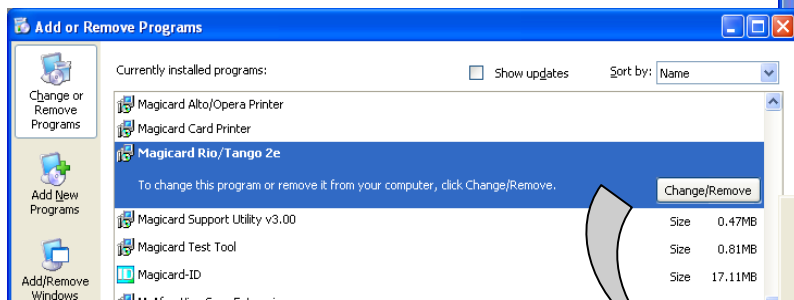 Add or Remove Programs
Change or
Remove
Programs
Currently installed programs:
Show updates
Sort by: Name
Magicard Alto/Opera Printer
Magicard Card Printer
Magicard Rio/Tango 2e
To change this program or remove it from your computer, click Change/Remove.
Change/Remove
Add New
Programs
Magicard Support Utility v3.00 Size 0.47MB
Magicard Test Tool Size 0.81MB
Magicard-ID Size 17.11MB
Add/Remove
Windows